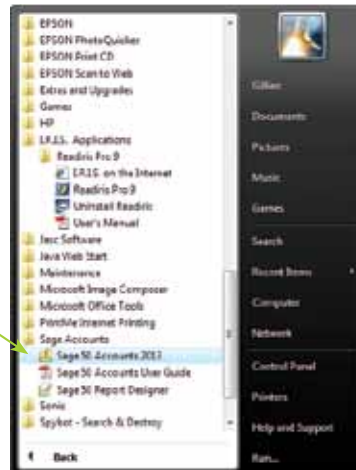 EPSON
EPSON PhotoQuicker
EPSON Print CD
EPSON Scan to Web
Extras and Upgrades
Games
HP
I.R.I.S. Applications
Readiris Pro 9
I.R.I.S. on the Internet
Readiris Pro 9
Uninstall Readiris
User's Manual
Jasc Software
Java Web Start
Maintenance
Microsoft Image Composer
Microsoft Office Tools
PrintMe Internet Printing
Sage Accounts
Sage 50 Accounts 2013
Sage 50 Accounts User Guide
Sage 50 Report Designer
Sonic
Spybot - Search & Destroy
Back
Gillian
Documents
Pictures
Music
Games
Search
Recent Items
Computer
Network
Control Panel
Printers
Help and Support
Run...